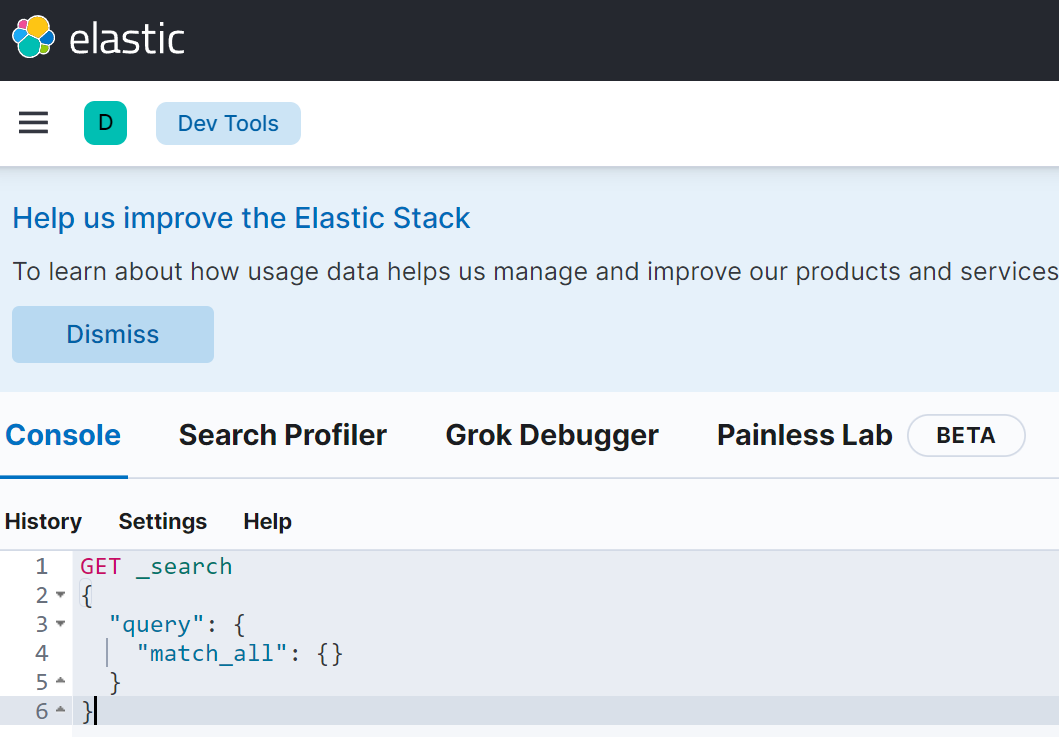 elastic
D Dev Tools
Help us improve the Elastic Stack
To learn about how usage data helps us manage and improve our products and services
Dismiss
Console Search Profiler Grok Debugger Painless Lab BETA
History Settings Help
1 GET _search
2 {
3 "query": {
4 "match_all": {}
5 }
6 }